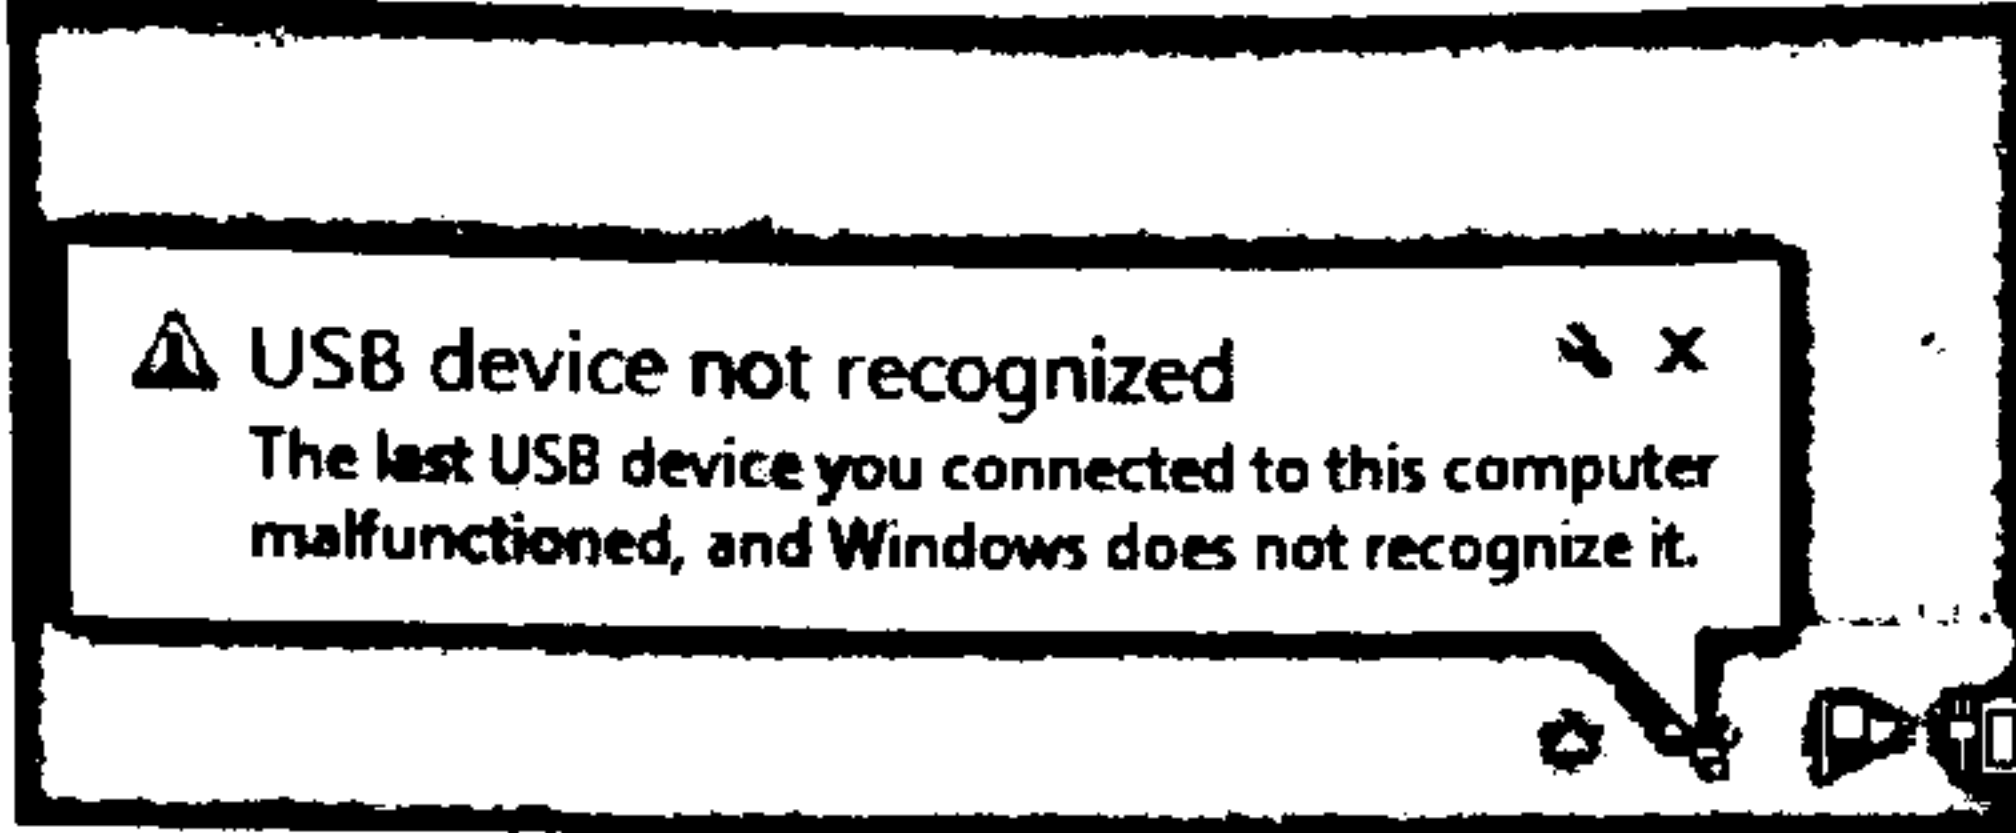 USB device not recognized
The last USB device you connected to this computer
malfunctioned, and Windows does not recognize it.